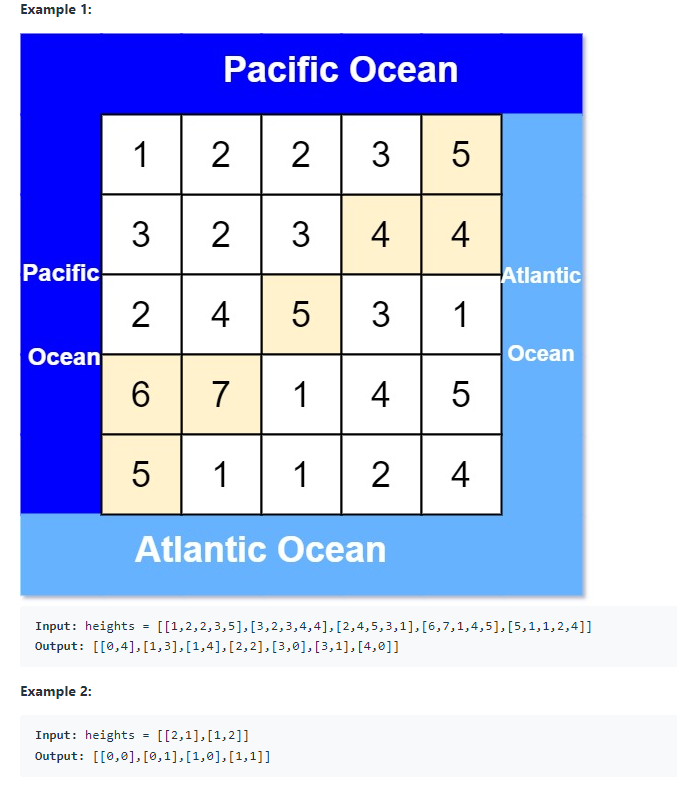 Example 1:
Pacific Ocean
1 2 2 3 5
3 2 3 4 4
Pacific
Atlantic
2 4 5 3 1
Ocean
Ocean
6 7 1 4 5
5 1 1 2 4
Atlantic Ocean
Input: heights = [[1,2,2,3,5],[3,2,3,4,4],[2,4,5,3,1],[6,7,1,4,5],[5,1,1,2,4]]
Output: [[0,4],[1,3],[1,4],[2,2],[3,0],[3,1],[4,0]]
Example 2:
Input: heights = [[2,1],[1,2]]
Output: [[0,0],[0,1],[1,0],[1,1]]